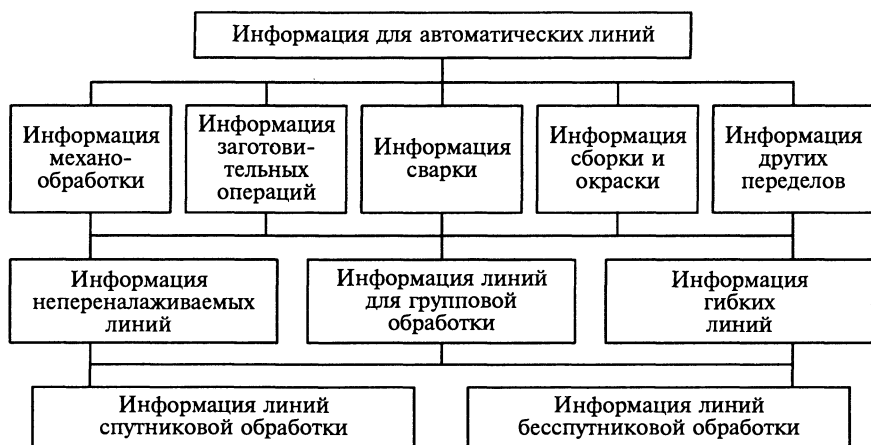 Информация для автоматических линий
Информация
механо-
обработки
Информация
заготови-
тельных
операций
Информация
сварки
Информация
сборки и
окраски
Информация
других
переделов
Информация
непереналаживаемых
линий
Информация линий
для групповой
обработки
Информация
гибких
линий
Информация линий
спутниковой обработки
Информация линий
бесспутниковой обработки